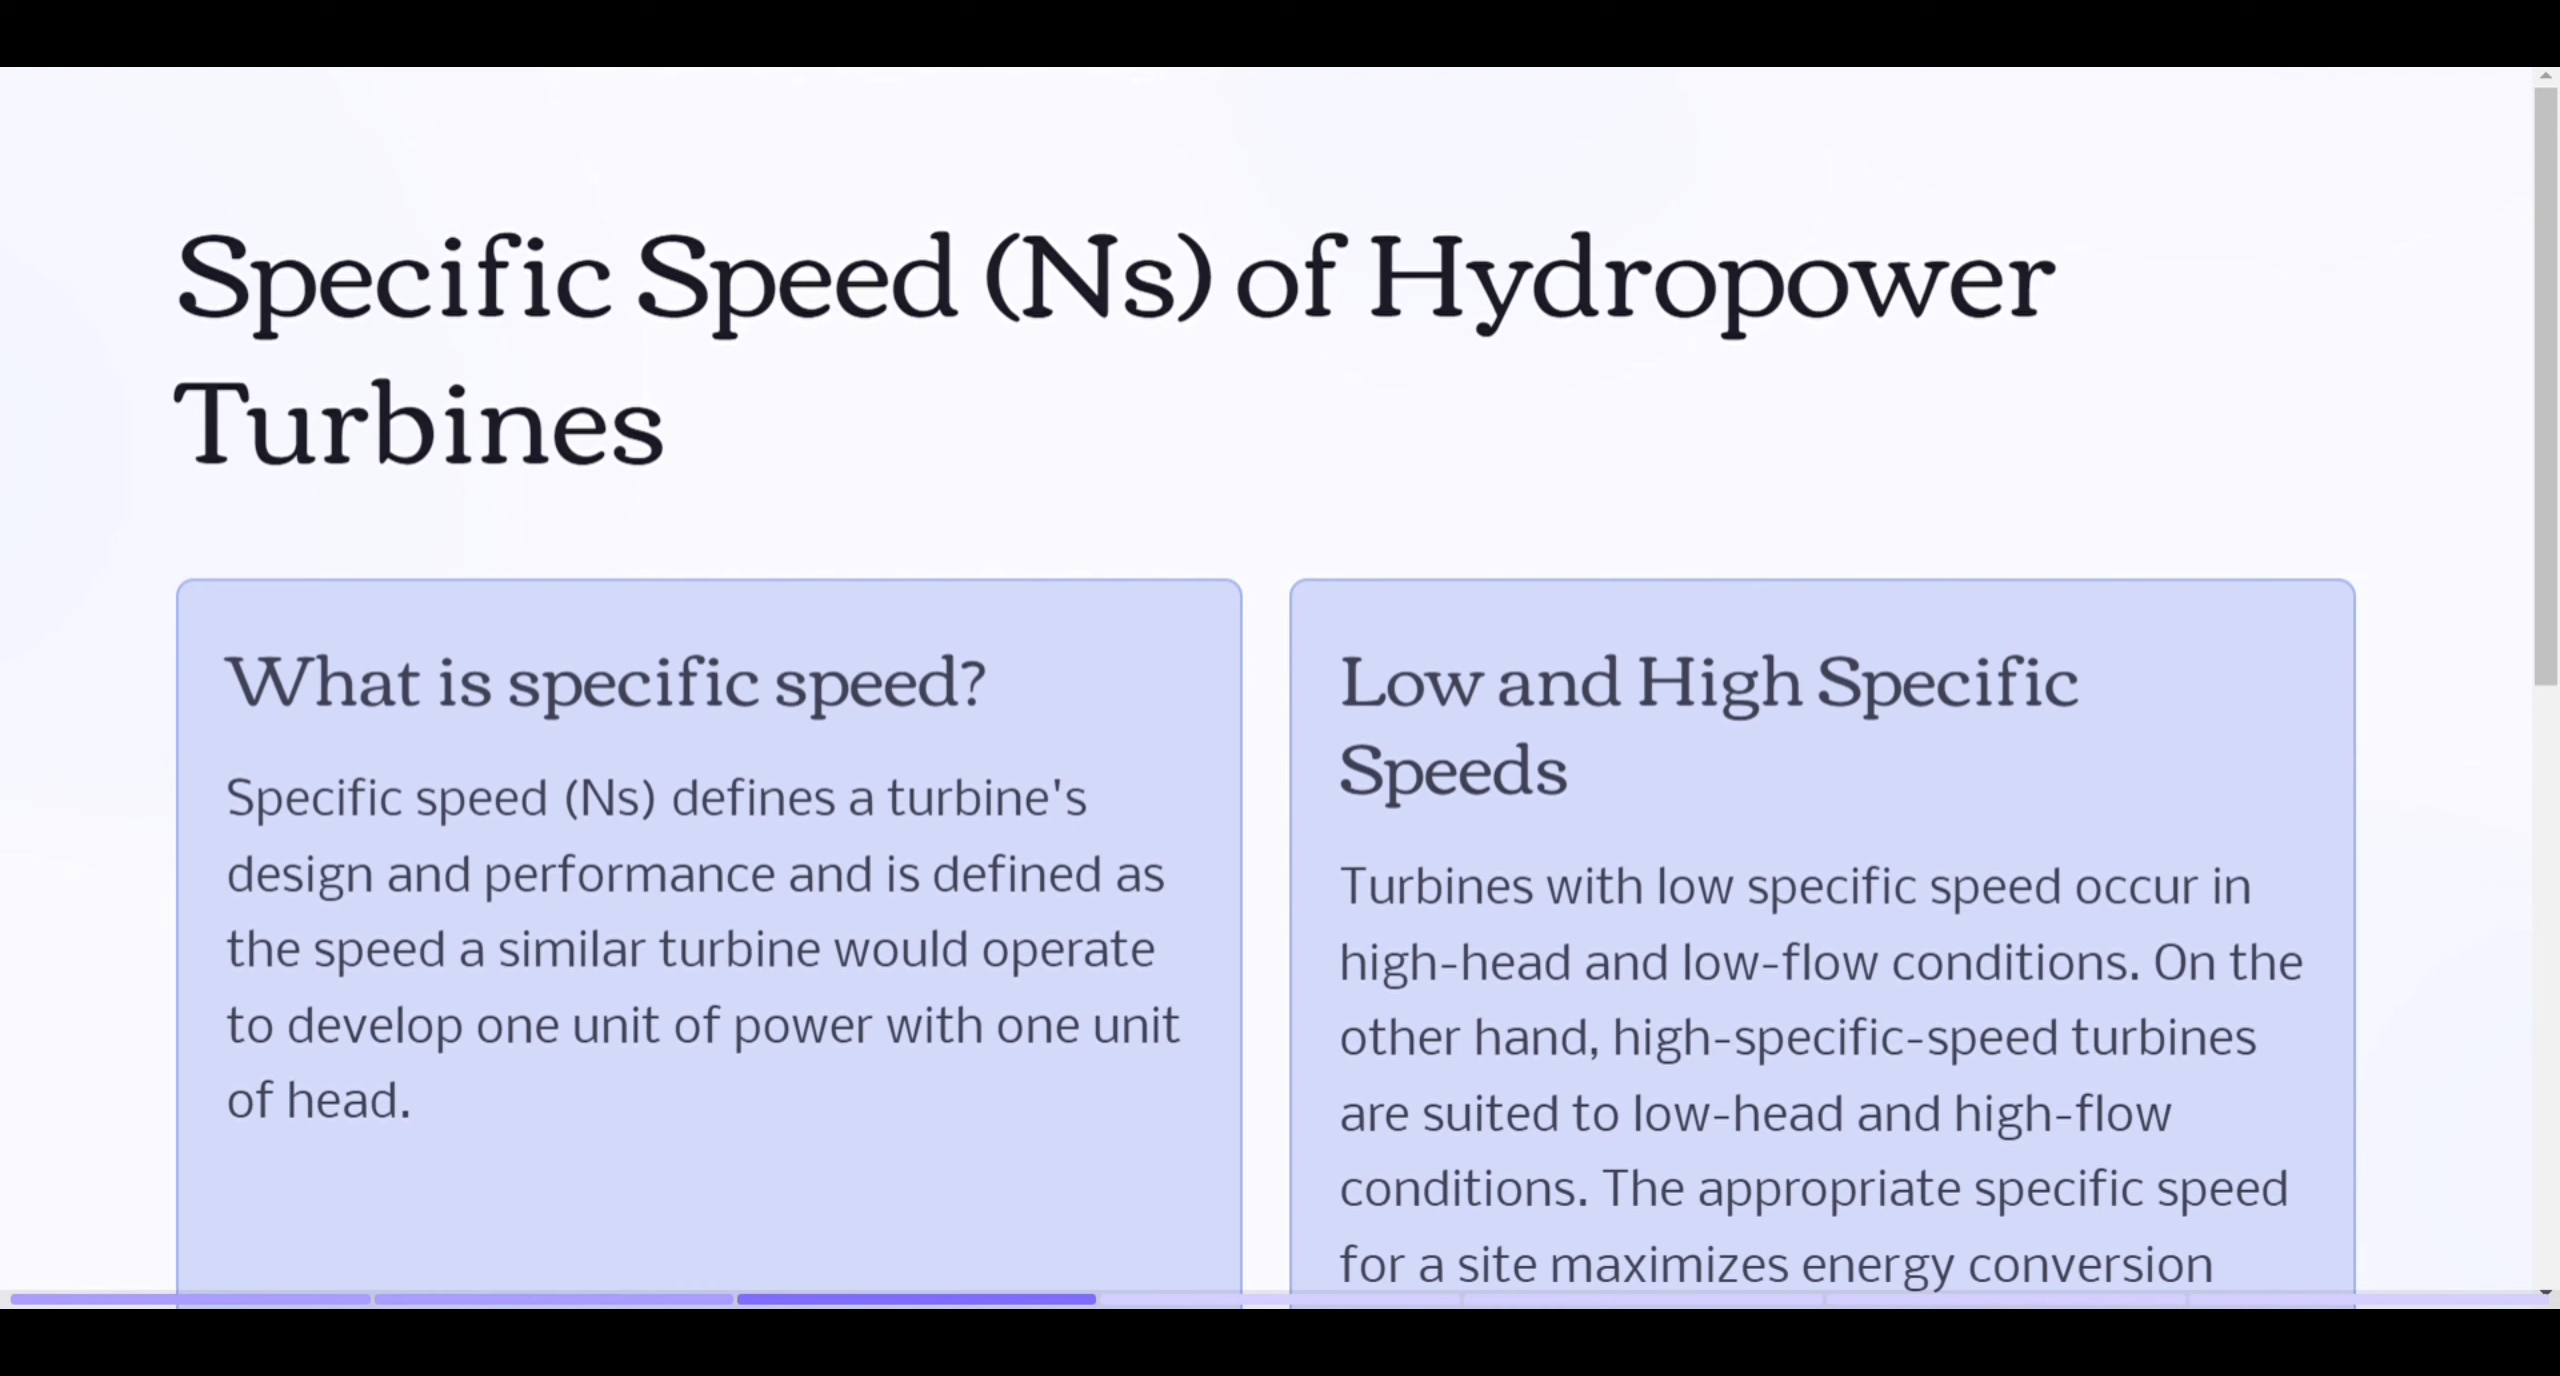 Specific Speed (Ns) of Hydropower
Turbines
What is specific speed?
Specific speed (Ns) defines a turbine's
design and performance and is defined as
the speed a similar turbine would operate
to develop one unit of power with one unit
of head.
Low and High Specific
Speeds
Turbines with low specific speed occur in
high-head and low-flow conditions. On the
other hand, high-specific-speed turbines
are suited to low-head and high-flow
conditions. The appropriate specific speed
for a site maximizes energy conversion